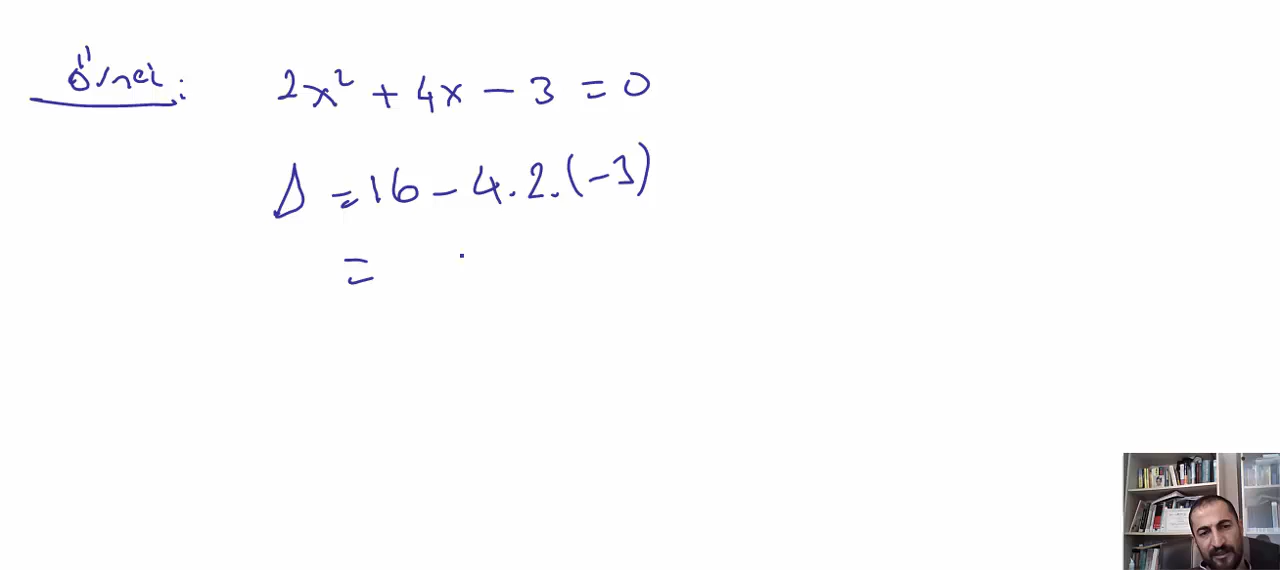 Örnek: 2x² + 4x - 3 = 0
Δ = 16 - 4.2.(-3)
=